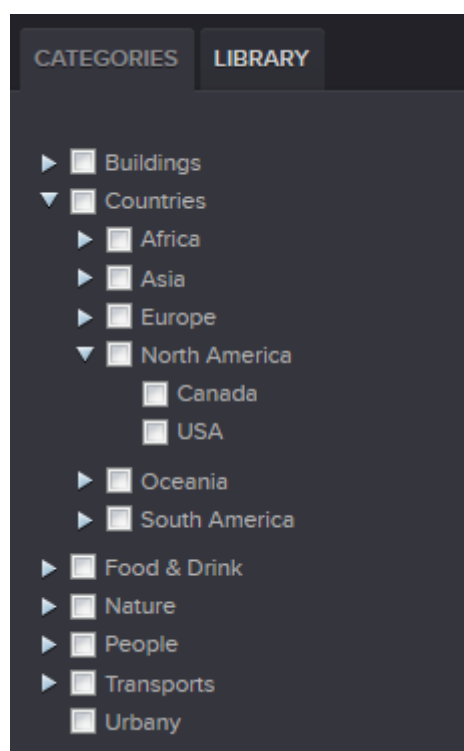 CATEGORIES LIBRARY
Buildings
Countries
Africa
Asia
Europe
North America
Canada
USA
Oceania
South America
Food & Drink
Nature
People
Transports
Urbany